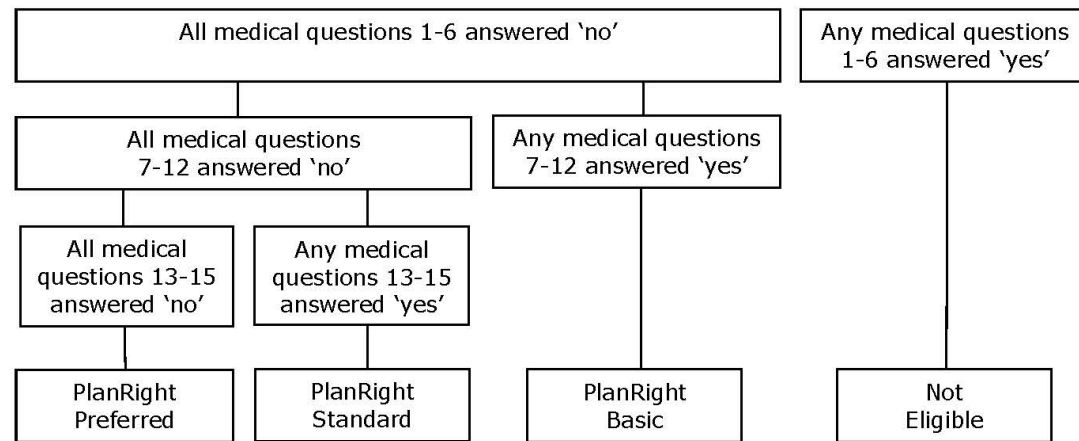 All medical questions 1-6 answered ‘no’
Any medical questions
1-6 answered ‘yes’
All medical questions
7-12 answered ‘no’
Any medical questions
7-12 answered ‘yes’
All medical
questions 13-15
answered ‘no’
Any medical
questions 13-15
answered ‘yes’
PlanRight
Preferred
PlanRight
Standard
PlanRight
Basic
Not
Eligible